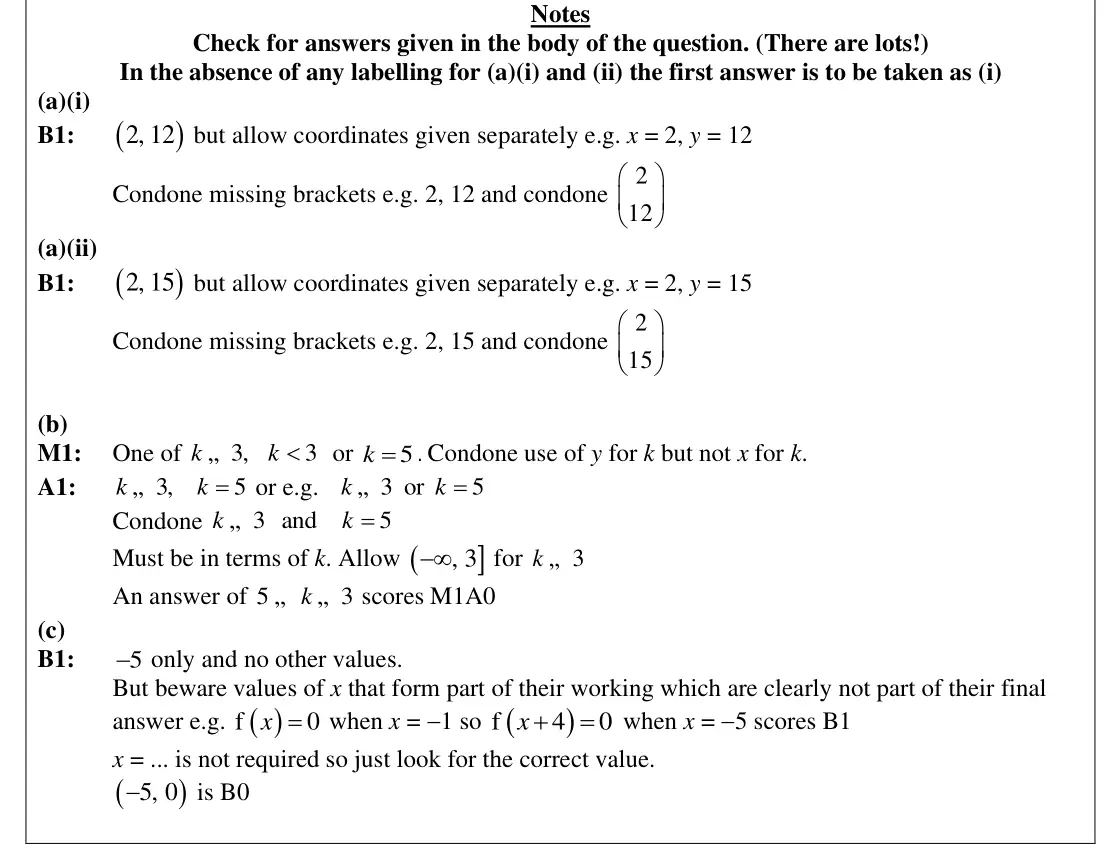 Notes
Check for answers given in the body of the question. (There are lots!)
In the absence of any labelling for (a)(i) and (ii) the first answer is to be taken as (i)
(a)(i)
B1: (2, 12) but allow coordinates given separately e.g. x = 2, y = 12
Condone missing brackets e.g. 2, 12 and condone (2
12)
(a)(ii)
B1: (2, 15) but allow coordinates given separately e.g. x = 2, y = 15
Condone missing brackets e.g. 2, 15 and condone (2
15)
(b)
M1: One of k ,, 3, k < 3 or k = 5. Condone use of y for k but not x for k.
A1: k ,, 3, k = 5 or e.g. k ,, 3 or k = 5
Condone k ,, 3 and k = 5
Must be in terms of k. Allow (−∞, 3] for k ,, 3
An answer of 5 ,, k ,, 3 scores M1A0
(c)
B1: −5 only and no other values.
But beware values of x that form part of their working which are clearly not part of their final
answer e.g. f(x) = 0 when x = −1 so f(x+4) = 0 when x = −5 scores B1
x = ... is not required so just look for the correct value.
(−5, 0) is B0